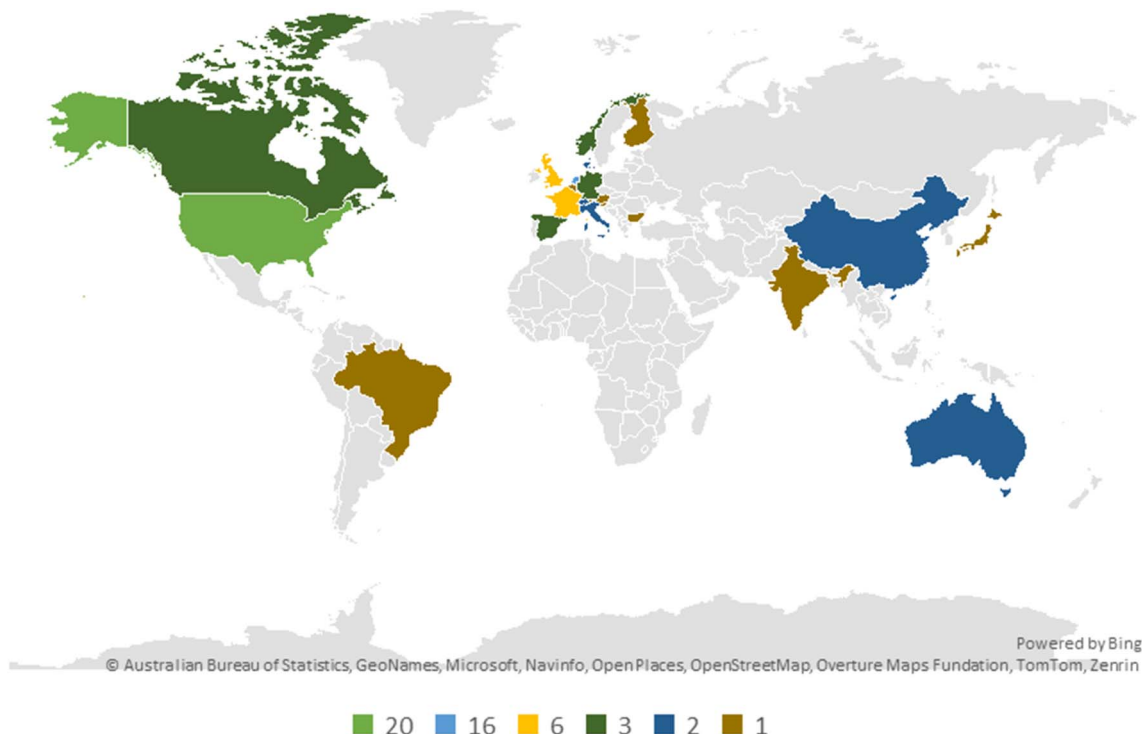 Powered by Bing
© Australian Bureau of Statistics, GeoNames, Microsoft, Navinfo, Open Places, OpenStreetMap, Overture Maps Fundation, TomTom, Zenrin
20 16 6 3 2 1